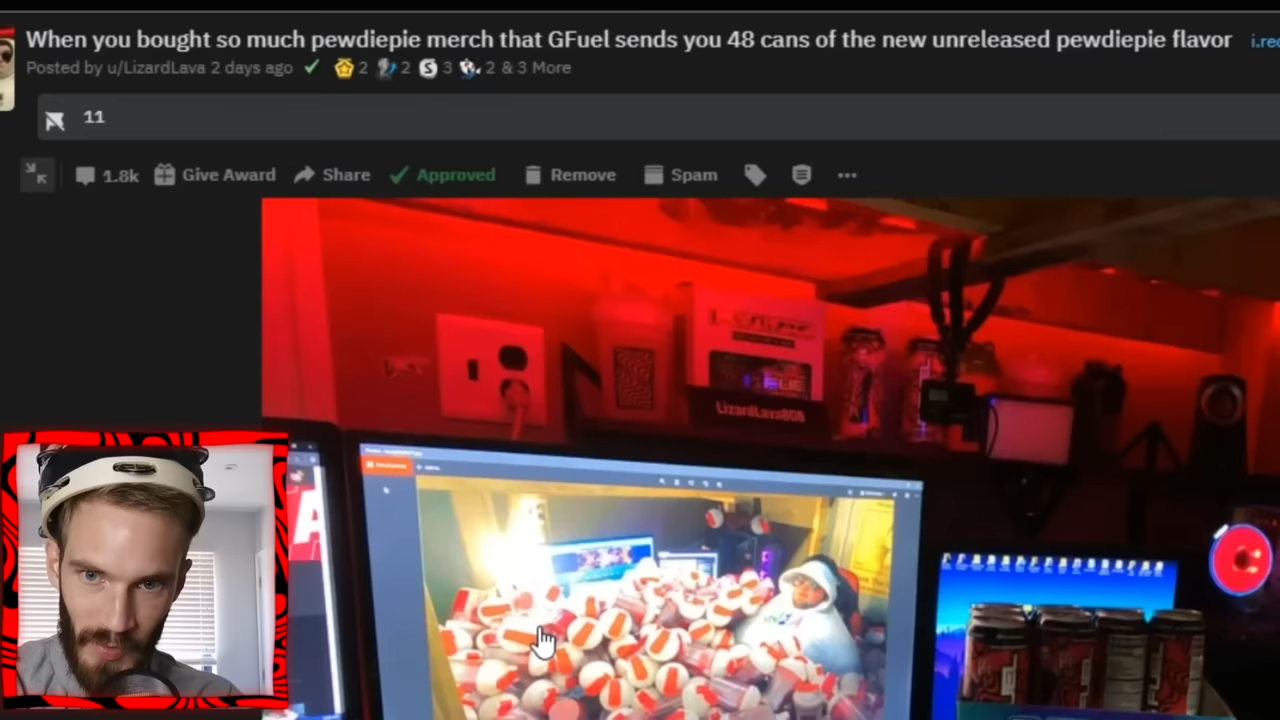 When you bought so much pewdiepie merch that GFuel sends you 48 cans of the new unreleased pewdiepie flavor i.rec
Posted by u/LizardLava 2 days ago 2 2 3 2 & 3 More
11
1.8k Give Award Share Approved Remove Spam
LizardLava808